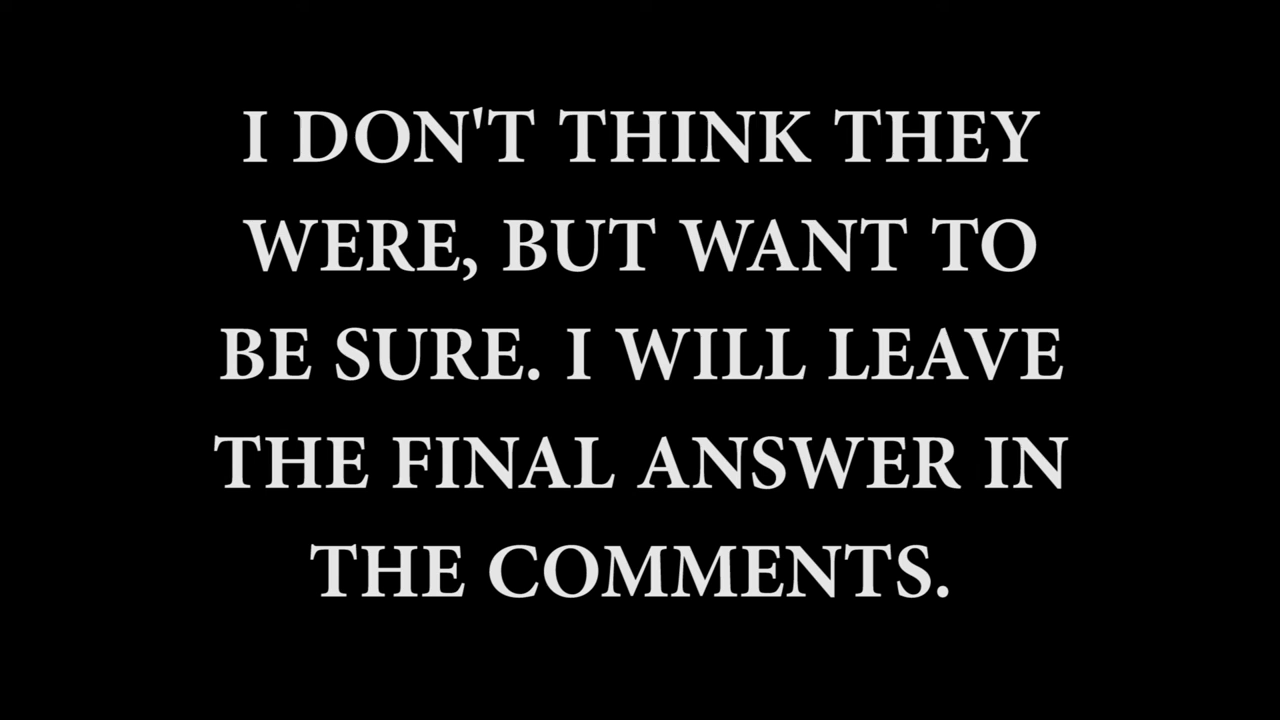 I DON'T THINK THEY
WERE, BUT WANT TO
BE SURE. I WILL LEAVE
THE FINAL ANSWER IN
THE COMMENTS.